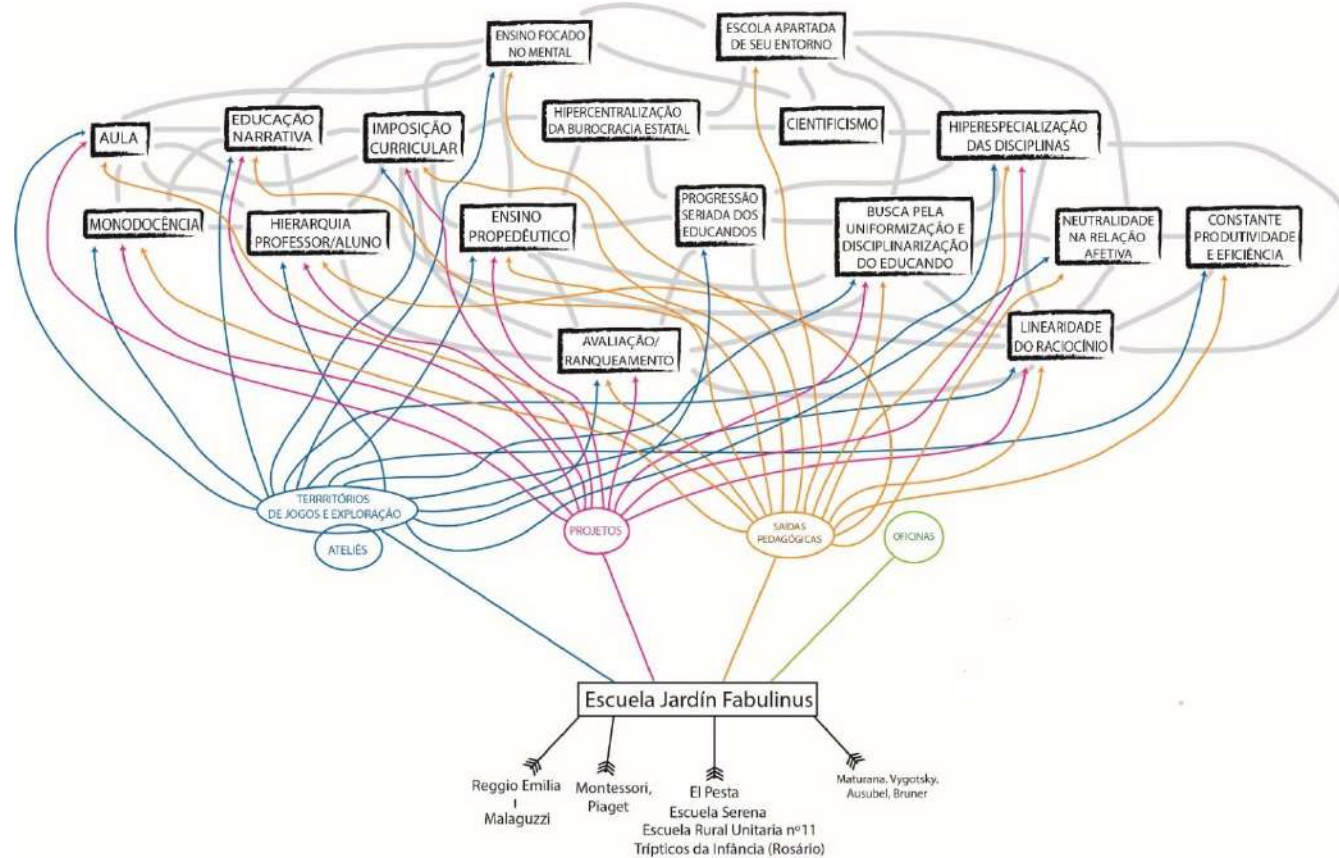 ENSINO FOCADO
NO MENTAL
ESCOLA APARTADA
DE SEU ENTORNO
AULA
EDUCAÇÃO
NARRATIVA
IMPOSIÇÃO
CURRICULAR
HIPERCENTRALIZAÇÃO
DA BUROCRACIA ESTATAL
CIENTIFICISMO
HIPERESPECIALIZAÇÃO
DAS DISCIPLINAS
MONODOCÊNCIA
HIERARQUIA
PROFESSOR/ALUNO
ENSINO
PROPEDÊUTICO
PROGRESSÃO
SERIADA DOS
EDUCANDOS
BUSCA PELA
UNIFORMIZAÇÃO E
DISCIPLINARIZAÇÃO
DO EDUCANDO
NEUTRALIDADE
NA RELAÇÃO
AFETIVA
CONSTANTE
PRODUTIVIDADE
E EFICIÊNCIA
AVALIAÇÃO/
RANQUEAMENTO
LINEARIDADE
DO RACIOCÍNIO
TERRRITÓRIOS
DE JOGOS E EXPLORAÇÃO
ATELIÊS
PROJETOS
SAÍDAS
PEDAGÓGICAS
OFICINAS
Escuela Jardín Fabulinus
Reggio Emilia
Malaguzzi
Montessori,
Piaget
El Pesta
Escuela Serena
Escuela Rural Unitaria nº11
Trípticos da Infância (Rosário)
Maturana, Vygotsky,
Ausubel, Bruner